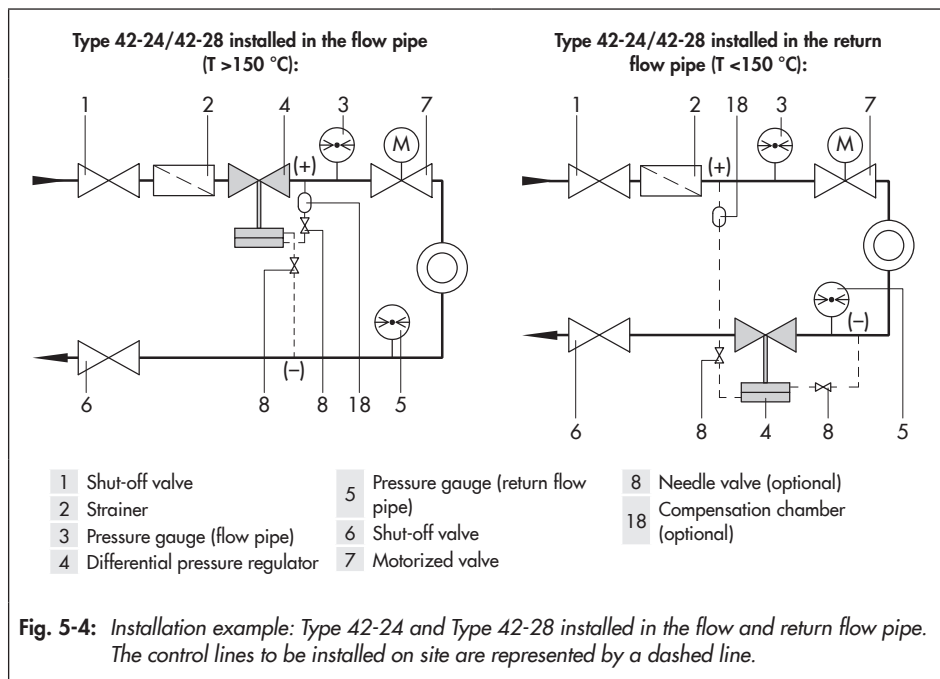 Type 42-24/42-28 installed in the flow pipe
(T >150 °C):
1 2 4 3 7
M
(+)
(–)
6 8 8 18 5
Type 42-24/42-28 installed in the return
flow pipe (T <150 °C):
1 2 18 3 7
M
(+)
(–)
6 8 4 8 5
1 Shut-off valve
2 Strainer
3 Pressure gauge (flow pipe)
4 Differential pressure regulator
5 Pressure gauge (return flow
pipe)
6 Shut-off valve
7 Motorized valve
8 Needle valve (optional)
18 Compensation chamber
(optional)
Fig. 5-4: Installation example: Type 42-24 and Type 42-28 installed in the flow and return flow pipe.
The control lines to be installed on site are represented by a dashed line.